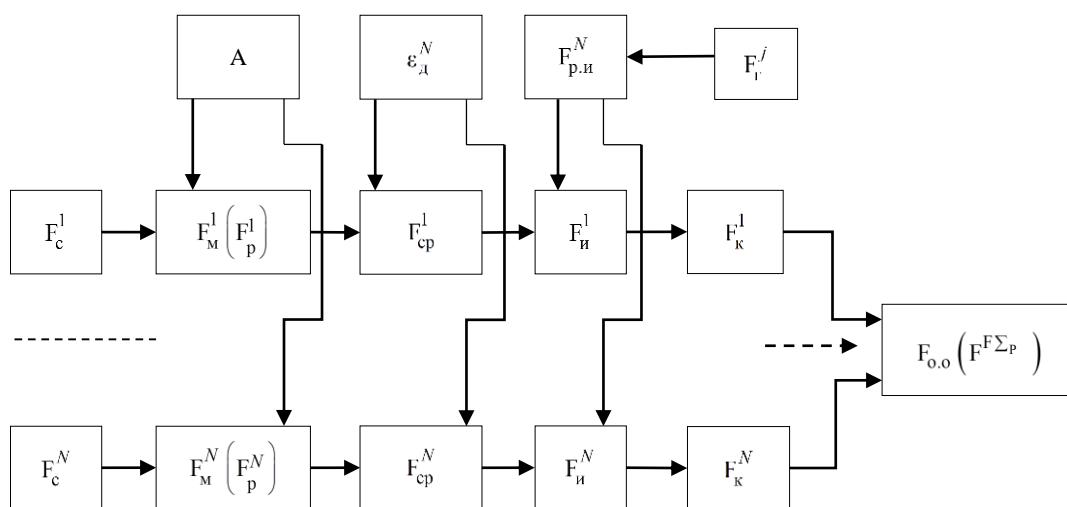 A
ε_д^N
F_р.и^N
F_г^j
F_с^1
F_м^1 (F_р^1)
F_ср^1
F_и^1
F_к^1
F_о.о (F^FΣ_Р)
F_с^N
F_м^N (F_р^N)
F_ср^N
F_и^N
F_к^N